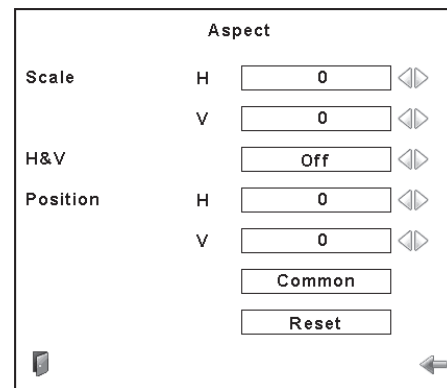 Aspect
Scale H 0
V 0
H&V Off
Position H 0
V 0
Common
Reset